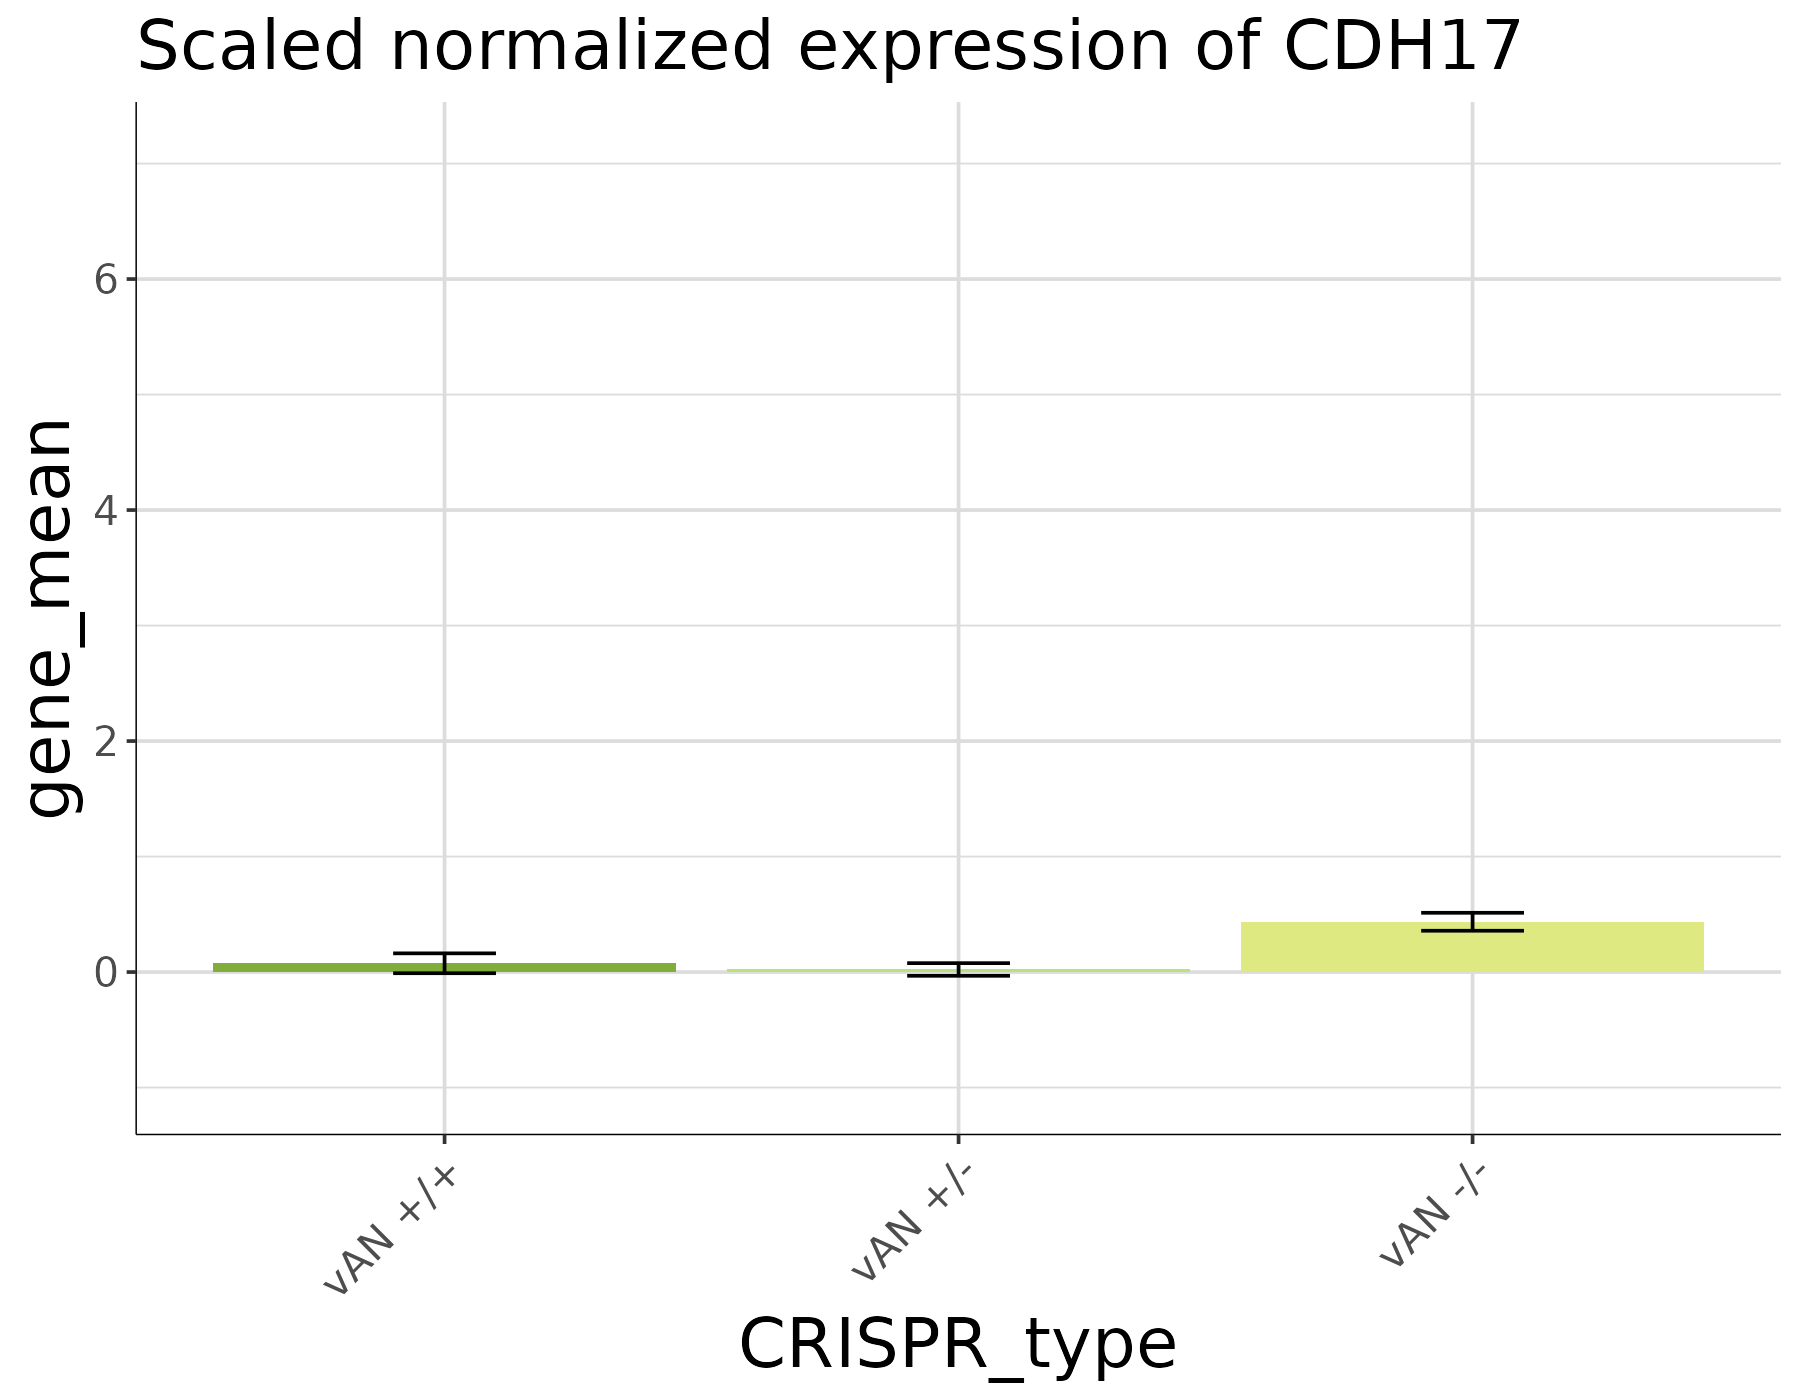 Scaled normalized expression of CDH17
gene_mean
6
4
2
0
vAN +/+
vAN +/-
vAN -/-
CRISPR_type